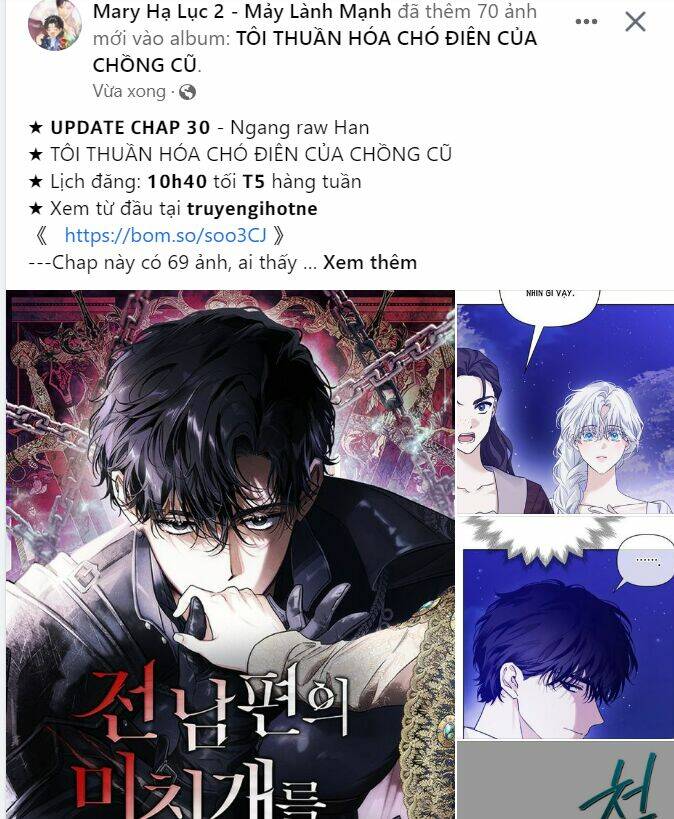 Mary Hạ Lục 2 - Mảy Lành Mạnh đã thêm 70 ảnh
mới vào album: TÔI THUẦN HÓA CHÓ ĐIÊN CỦA
CHỒNG CŨ.
Vừa xong ·
★ UPDATE CHAP 30 - Ngang raw Han
★ TÔI THUẦN HÓA CHÓ ĐIÊN CỦA CHỒNG CŨ
★ Lịch đăng: 10h40 tối T5 hàng tuần
★ Xem từ đầu tại truyengihotne
《 https://bom.so/soo3CJ 》
---Chap này có 69 ảnh, ai thấy ... Xem thêm
NHÌN GÌ VẬY.
.......
전남편의
미친개를